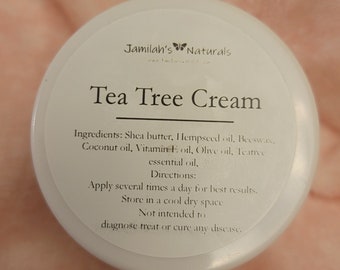 Jamilah's Naturals
Tea Tree Cream
Ingredients: Shea butter, Hempseed oil, Beeswax,
Coconut oil, Vitamin E oil, Olive oil, Teatree
essential oil,
Directions:
Apply several times a day for best results.
Store in a cool dry space
Not intended to
diagnose treat or cure any disease.